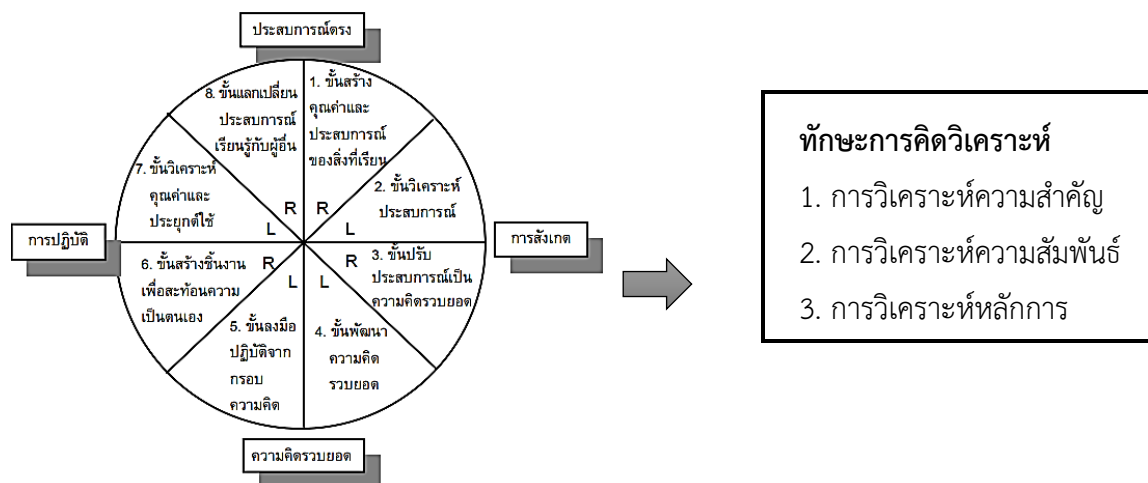 ประสบการณ์ตรง
1. ขั้นสร้าง
คุณค่าและ
ประสบการณ์
ของสิ่งที่เรียน
2. ขั้นวิเคราะห์
ประสบการณ์
3. ขั้นปรับ
ประสบการณ์เป็น
ความคิดรวบยอด
4. ขั้นพัฒนา
ความคิด
รวบยอด
5. ขั้นลงมือ
ปฏิบัติจาก
กรอบ
ความคิด
6. ขั้นสร้างชิ้นงาน
เพื่อสะท้อนความ
เป็นตนเอง
7. ขั้นวิเคราะห์
คุณค่าและ
ประยุกต์ใช้
8. ขั้นแลกเปลี่ยน
ประสบการณ์
เรียนรู้กับผู้อื่น
R R
L L
R R
L L
การปฏิบัติ
การสังเกต
ความคิดรวบยอด
ทักษะการคิดวิเคราะห์
1. การวิเคราะห์ความสำคัญ
2. การวิเคราะห์ความสัมพันธ์
3. การวิเคราะห์หลักการ